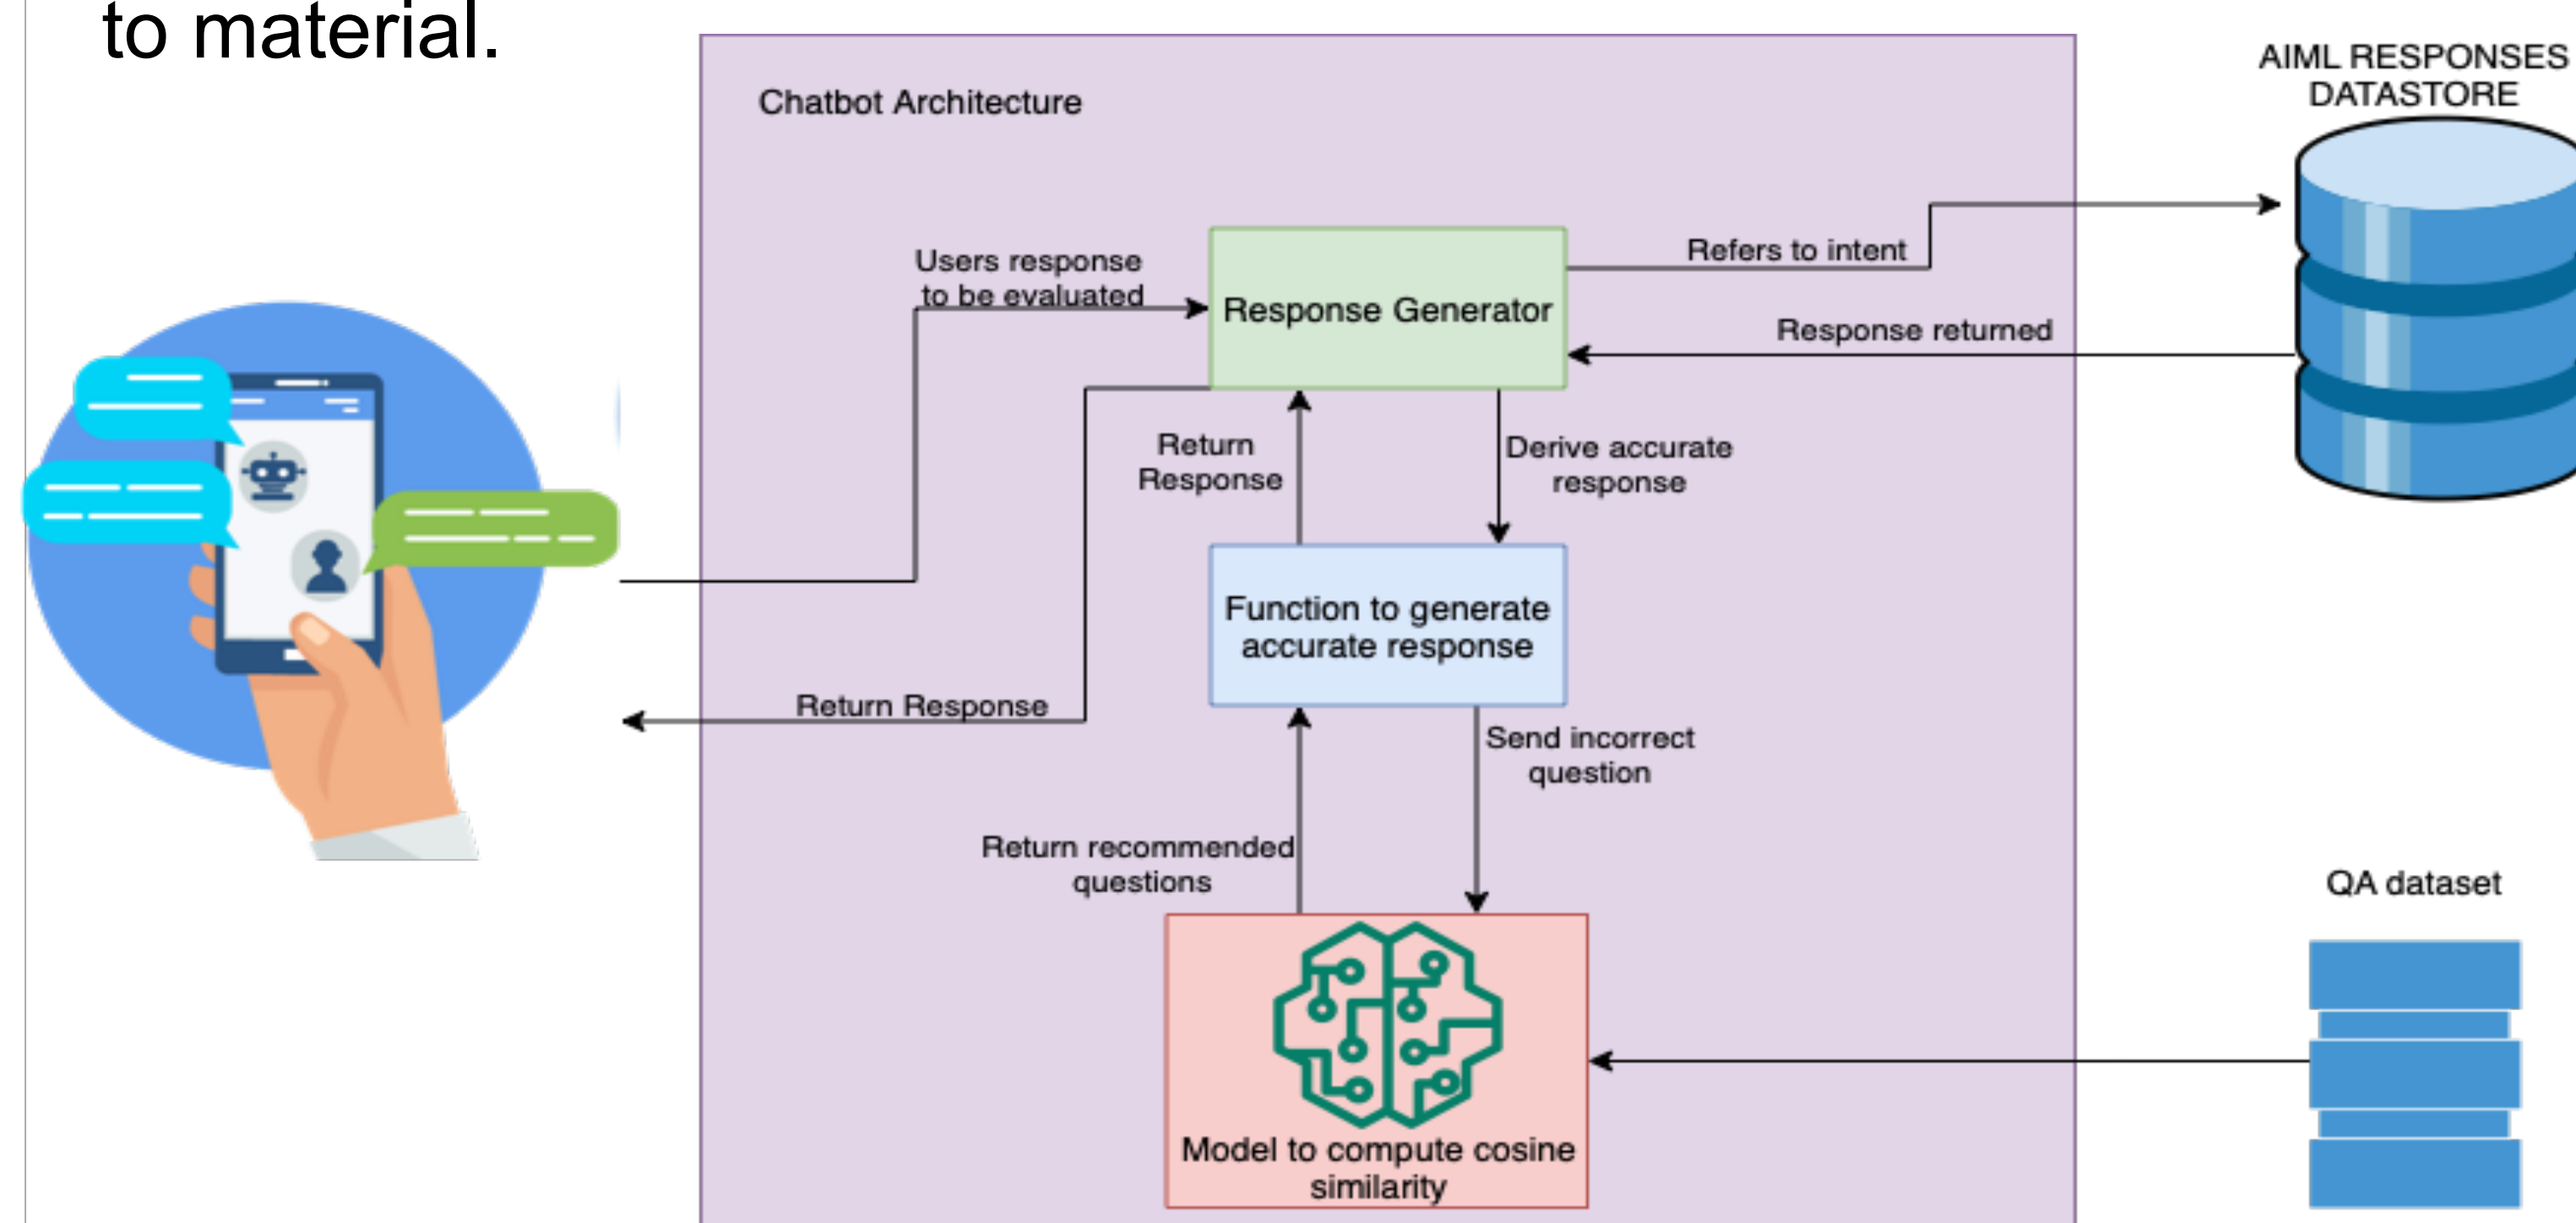 to material.
Chatbot Architecture
AIML RESPONSES
DATASTORE
Users response
to be evaluated
Response Generator
Refers to intent
Response returned
Return
Response
Derive accurate
response
Function to generate
accurate response
Return Response
Send incorrect
question
Return recommended
questions
QA dataset
Model to compute cosine
similarity